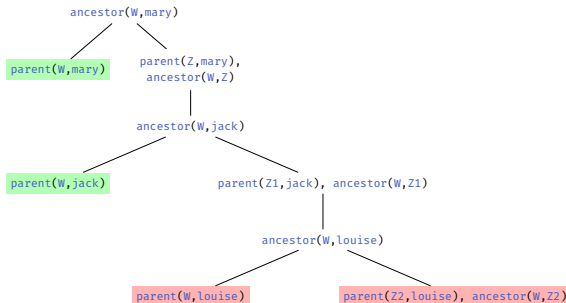 ancestor(W,mary)
parent(W,mary)
parent(Z,mary),
ancestor(W,Z)
ancestor(W,jack)
parent(W,jack)
parent(Z1,jack), ancestor(W,Z1)
ancestor(W,louise)
parent(W,louise)
parent(Z2,louise), ancestor(W,Z2)